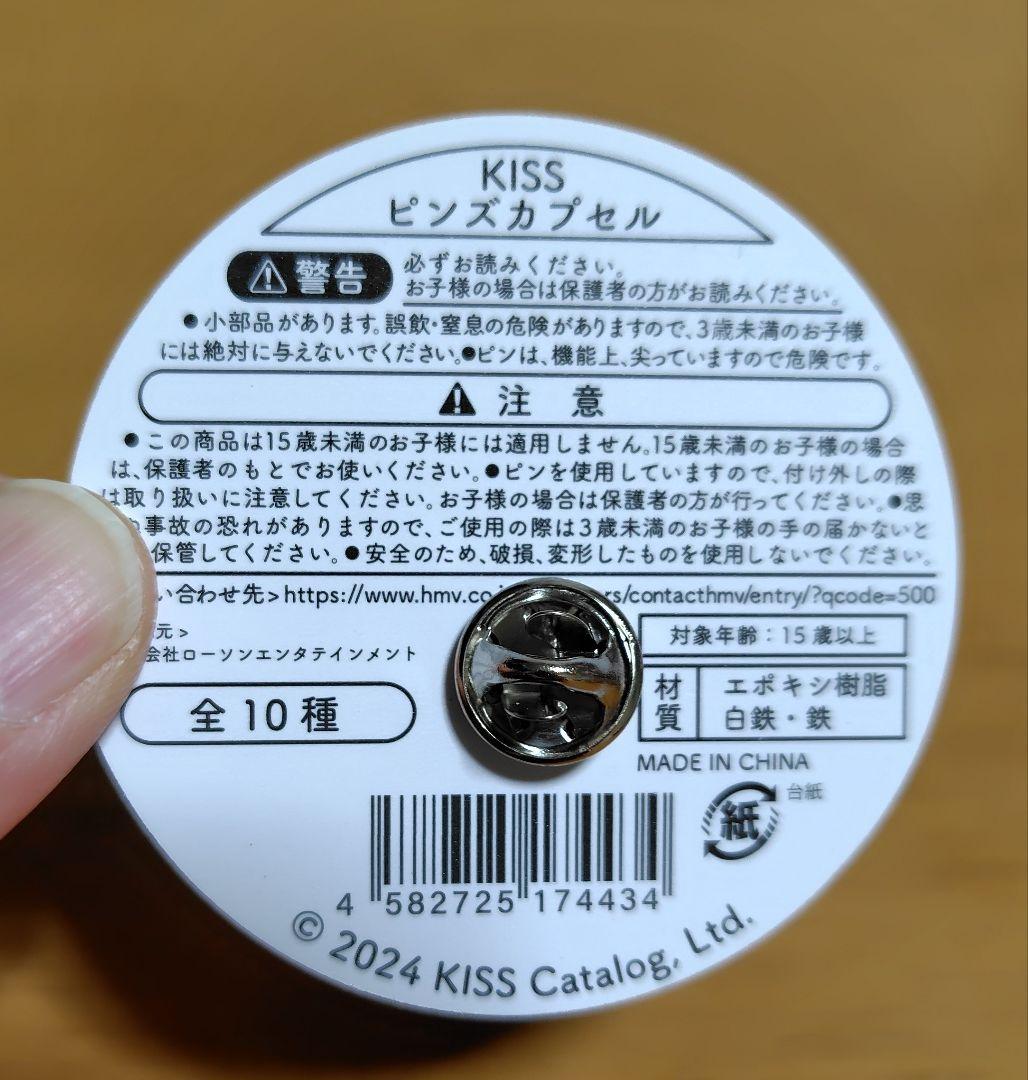 KISS
ピンズカプセル
警告
必ずお読みください。
お子様の場合は保護者の方がお読みください。
●小部品があります。誤飲・窒息の危険がありますので、3歳未満のお子様
には絶対に与えないでください。●ピンは、機能上、尖っていますので危険です。
注 意
●この商品は15歳未満のお子様には適用しません。15歳未満のお子様の場合
は、保護者のもとでお使いください。●ピンを使用していますので、付け外しの際
は取り扱いに注意してください。お子様の場合は保護者の方が行ってください。●思
事故の恐れがありますので、ご使用の際は3歳未満のお子様の手の届かないと
保管してください。●安全のため、破損、変形したものを使用しないでください。
い合わせ先>https://www.hmv.co rs/contacthmv/entry/?qcode=500
元>
会社ローソンエンタテインメント
対象年齢:15歳以上
全10種
材質
エポキシ樹脂
白鉄・鉄
MADE IN CHINA
台紙
紙
4 582725 174434
© 2024 KISS Catalog, Ltd.